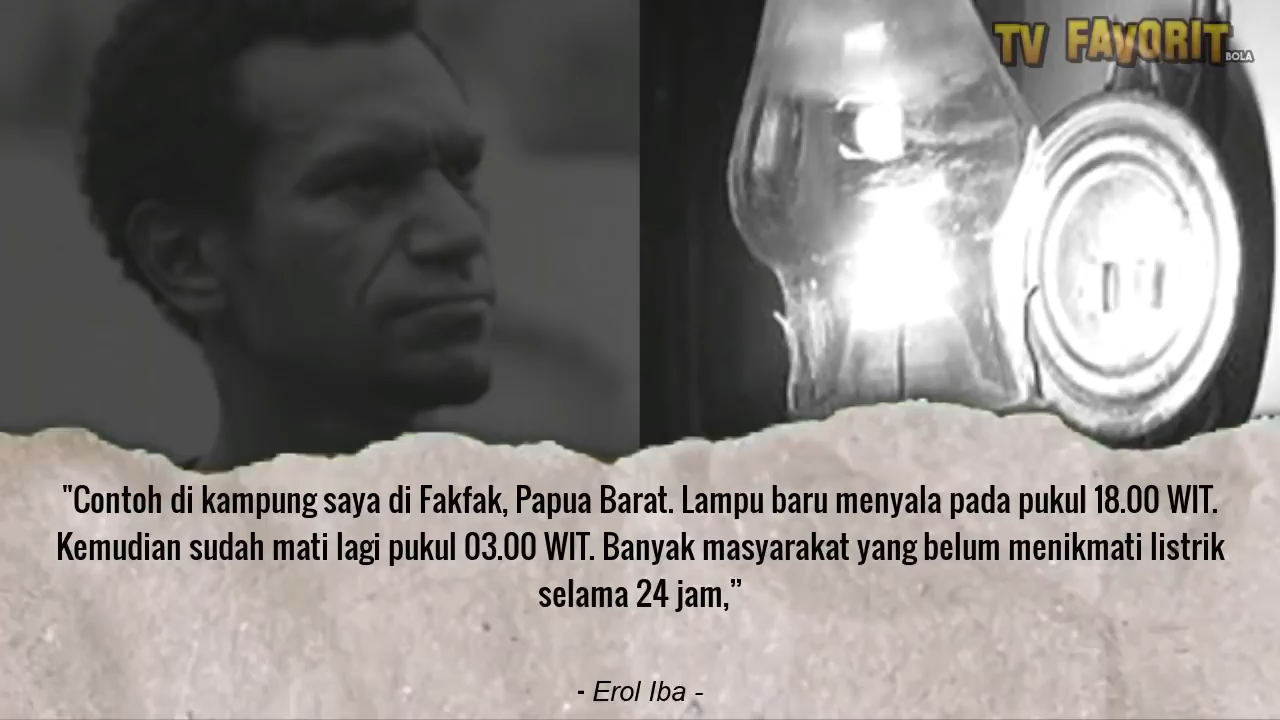 TV FAVORIT
BOLA
"Contoh di kampung saya di Fakfak, Papua Barat. Lampu baru menyala pada pukul 18.00 WIT.
Kemudian sudah mati lagi pukul 03.00 WIT. Banyak masyarakat yang belum menikmati listrik
selama 24 jam,”
- Erol Iba -